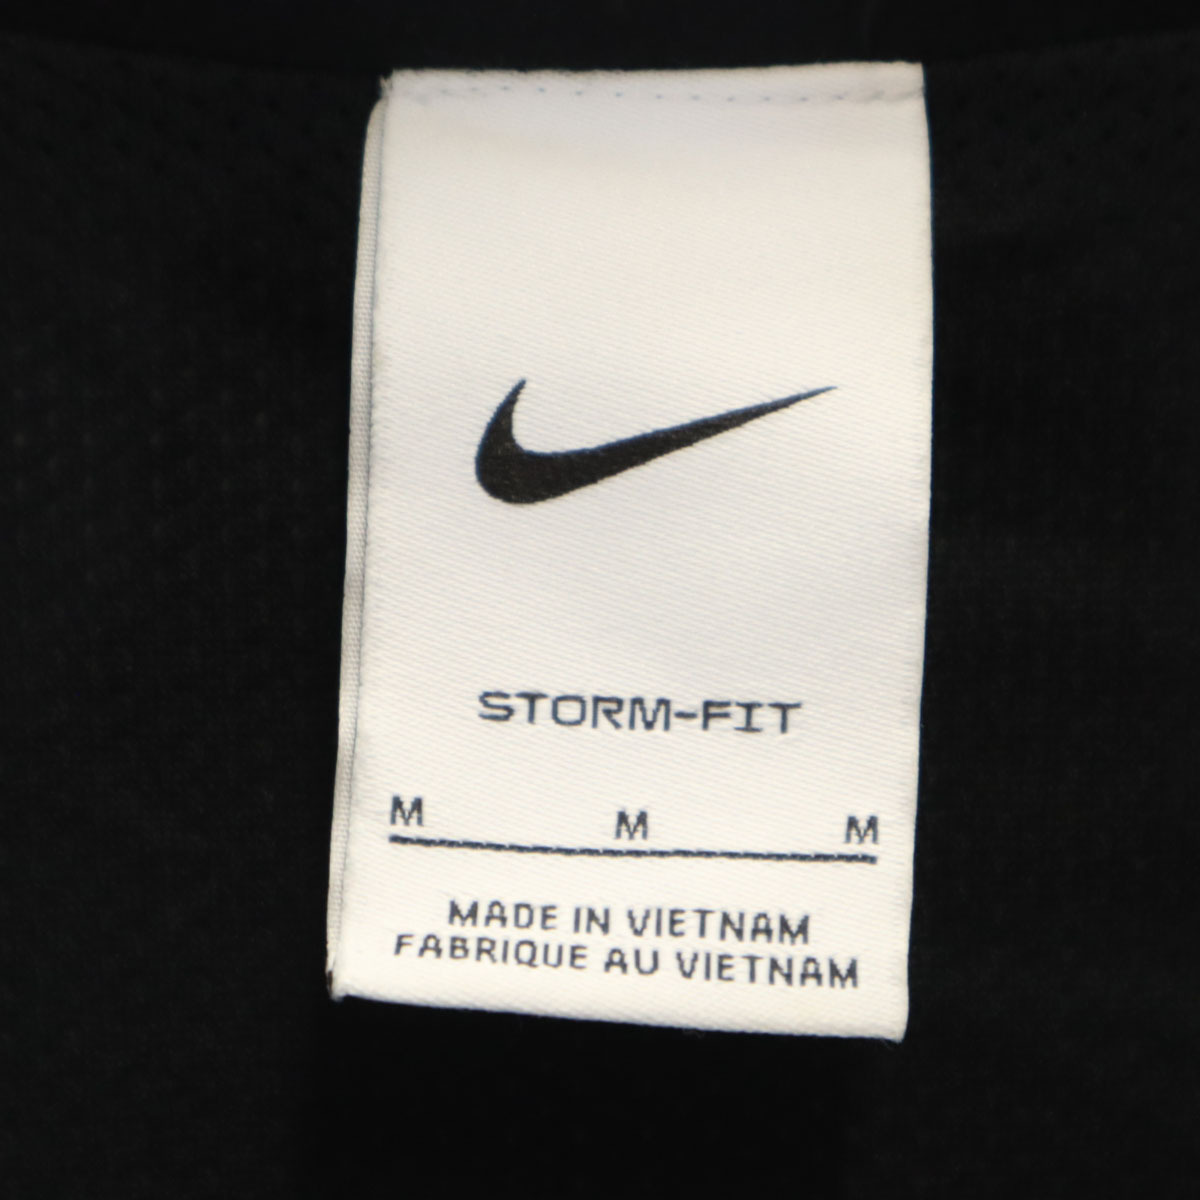 STORM-FIT
M M M
MADE IN VIETNAM
FABRIQUE AU VIETNAM